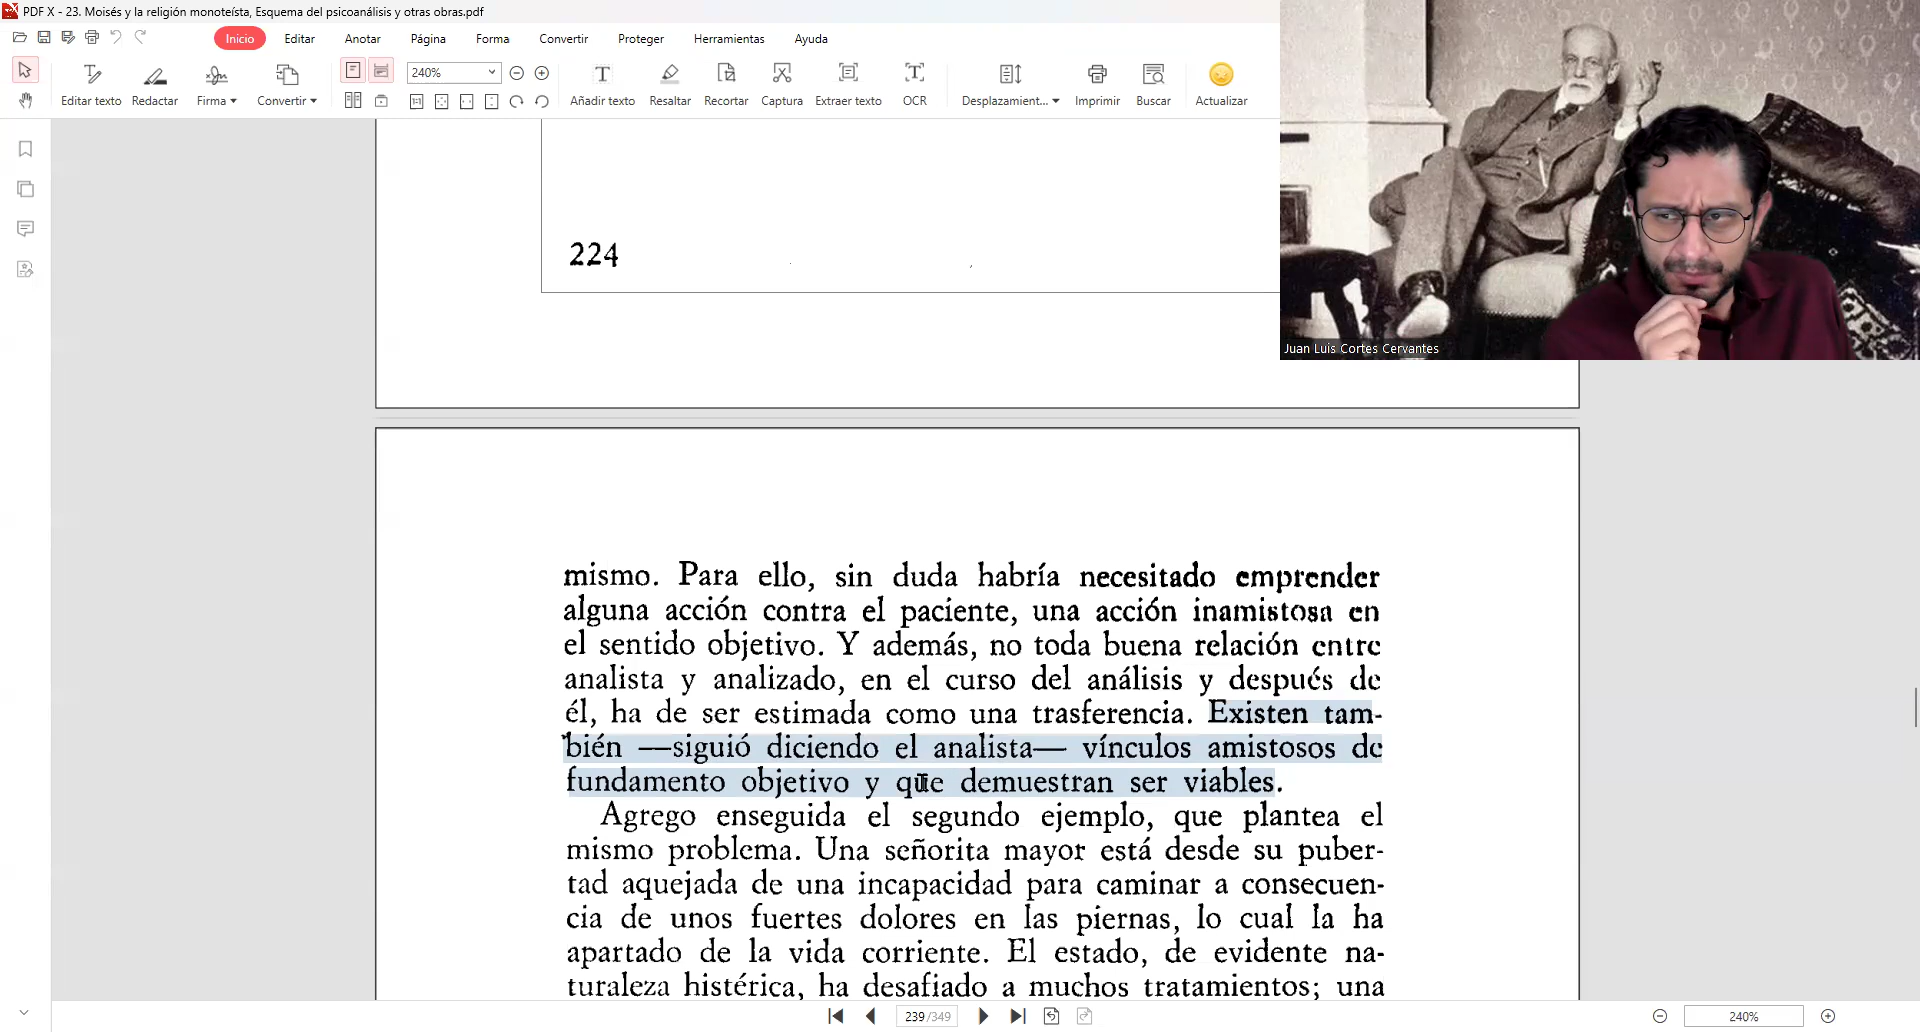 PDF X - 23. Moisés y la religión monoteísta, Esquema del psicoanálisis y otras obras.pdf
Inicio Editar Anotar Página Forma Convertir Proteger Herramientas Ayuda
240%
Editar texto Redactar Firma Convertir Añadir texto Resaltar Recortar Captura Extraer texto OCR Desplazamient... Imprimir Buscar Actualizar
224
Juan Luis Cortes Cervantes
mismo. Para ello, sin duda habría necesitado emprender
alguna acción contra el paciente, una acción inamistosa en
el sentido objetivo. Y además, no toda buena relación entre
analista y analizado, en el curso del análisis y después de
él, ha de ser estimada como una trasferencia. Existen tam-
bién —siguió diciendo el analista— vínculos amistosos de
fundamento objetivo y que demuestran ser viables.
Agrego enseguida el segundo ejemplo, que plantea el
mismo problema. Una señorita mayor está desde su puber-
tad aquejada de una incapacidad para caminar a consecuen-
cia de unos fuertes dolores en las piernas, lo cual la ha
apartado de la vida corriente. El estado, de evidente na-
turaleza histérica, ha desafiado a muchos tratamientos; una
239/349
240%